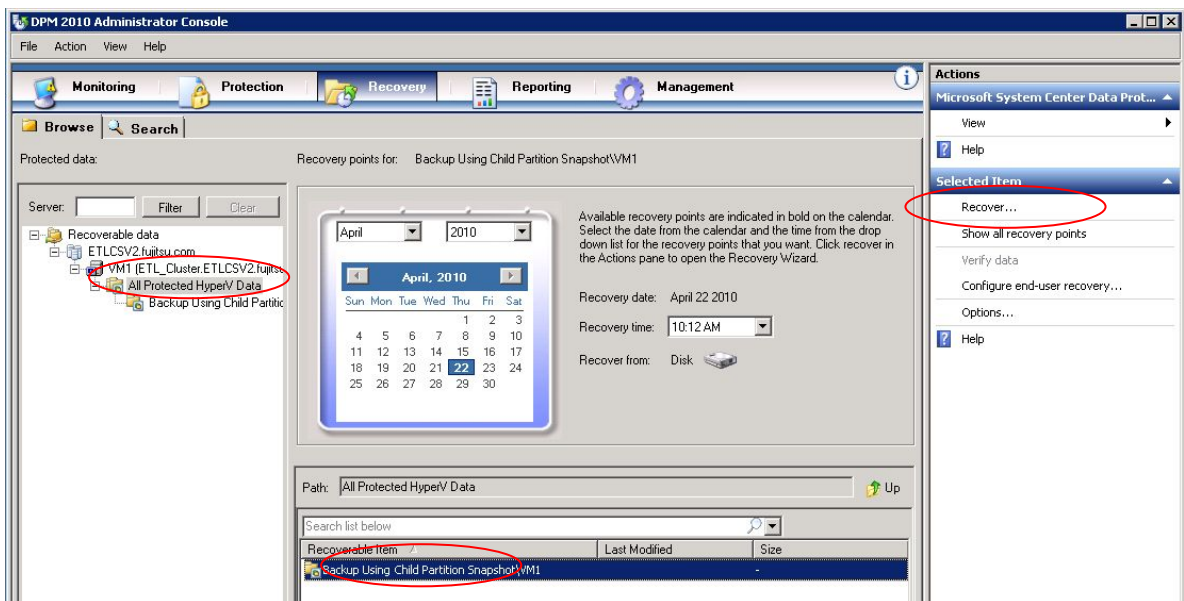 DPM 2010 Administrator Console
File Action View Help
Monitoring Protection Recovery Reporting Management
Browse Search
Protected data:
Recovery points for: Backup Using Child Partition Snapshot\VM1
Server: Filter Clear
Recoverable data
ETLCSV2.fujitsu.com
VM1 (ETL_Cluster.ETLCSV2.fujitsu
All Protected HyperV Data
Backup Using Child Partitic
April 2010
April, 2010
Sun Mon Tue Wed Thu Fri Sat
1 2 3
4 5 6 7 8 9 10
11 12 13 14 15 16 17
18 19 20 21 22 23 24
25 26 27 28 29 30
Available recovery points are indicated in bold on the calendar.
Select the date from the calendar and the time from the drop
down list for the recovery points that you want. Click recover in
the Actions pane to open the Recovery Wizard.
Recovery date: April 22 2010
Recovery time: 10:12 AM
Recover from: Disk
Path: All Protected HyperV Data Up
Search list below
Recoverable Item Last Modified Size
Backup Using Child Partition Snapshot\VM1 -
Actions
Microsoft System Center Data Prot...
View
Help
Selected Item
Recover...
Show all recovery points
Verify data
Configure end-user recovery...
Options...
Help